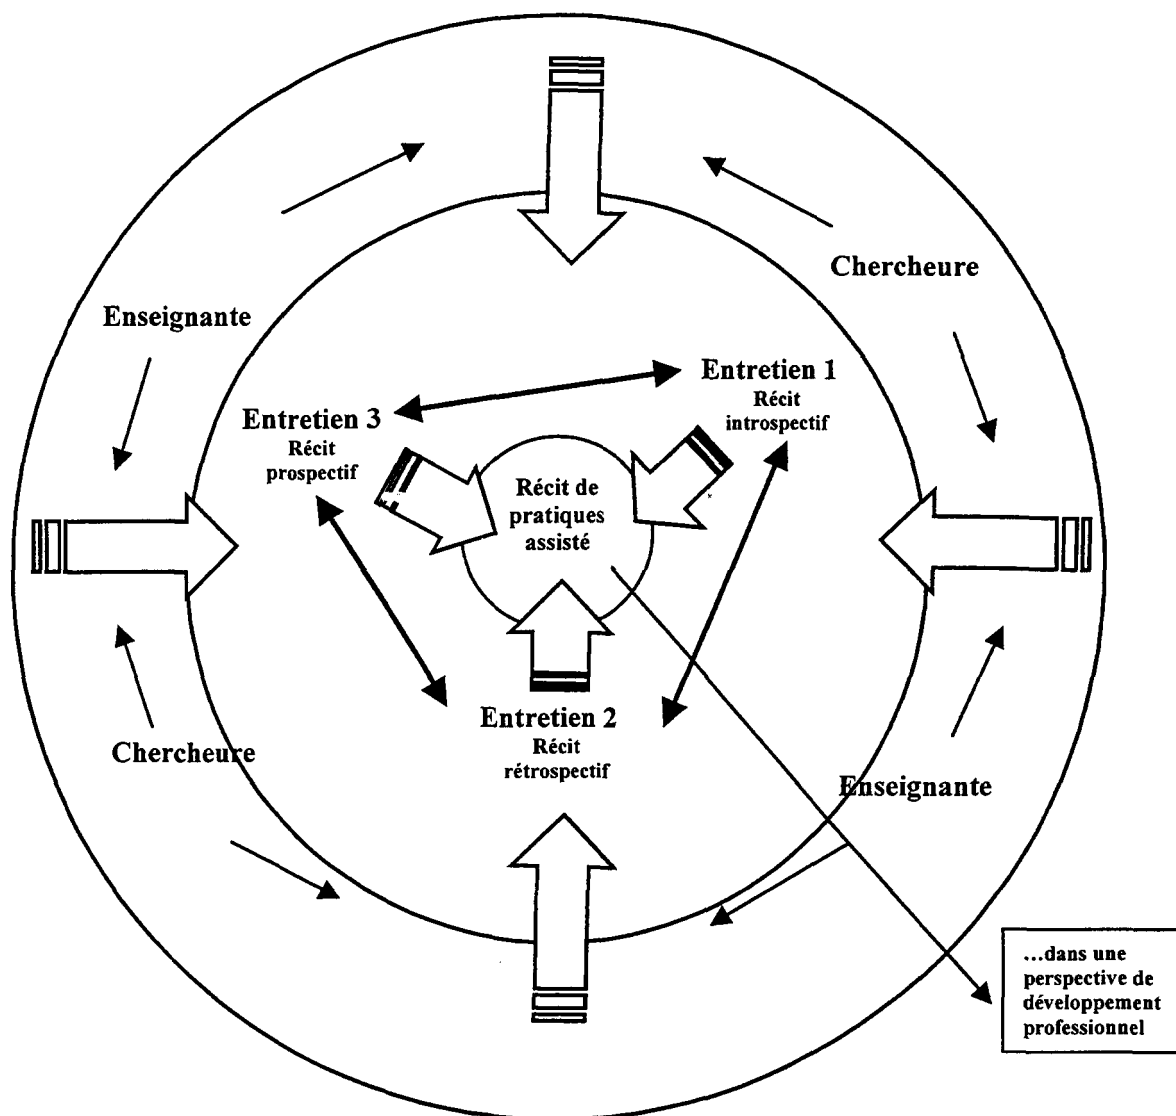 Chercheure
Enseignante
Entretien 1
Récit
introspectif
Entretien 3
Récit
prospectif
Récit de
pratiques
assisté
Entretien 2
Récit
rétrospectif
Chercheure
Enseignante
...dans une
perspective de
développement
professionnel